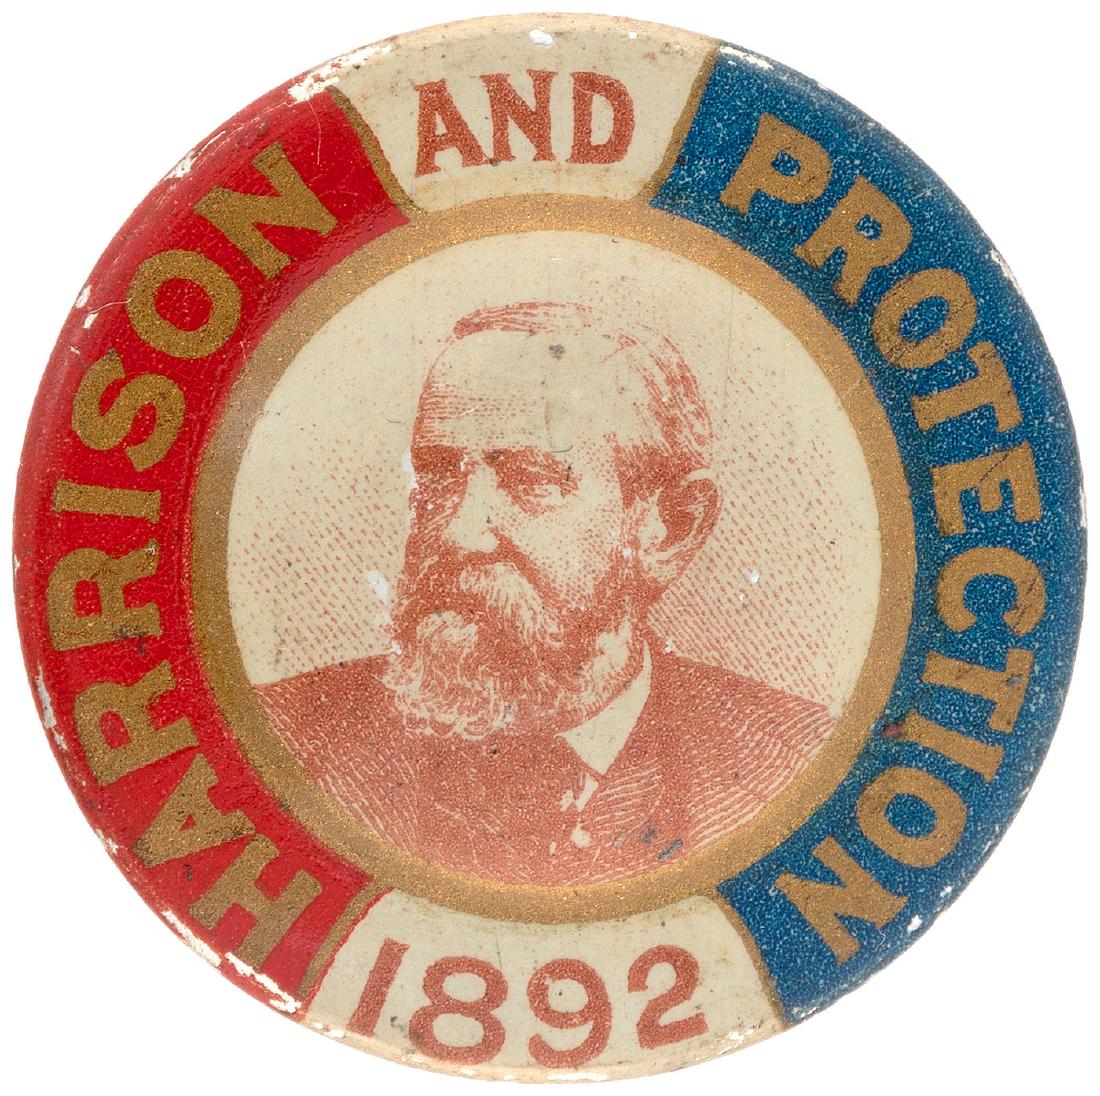 HARRISON AND PROTECTION
1892